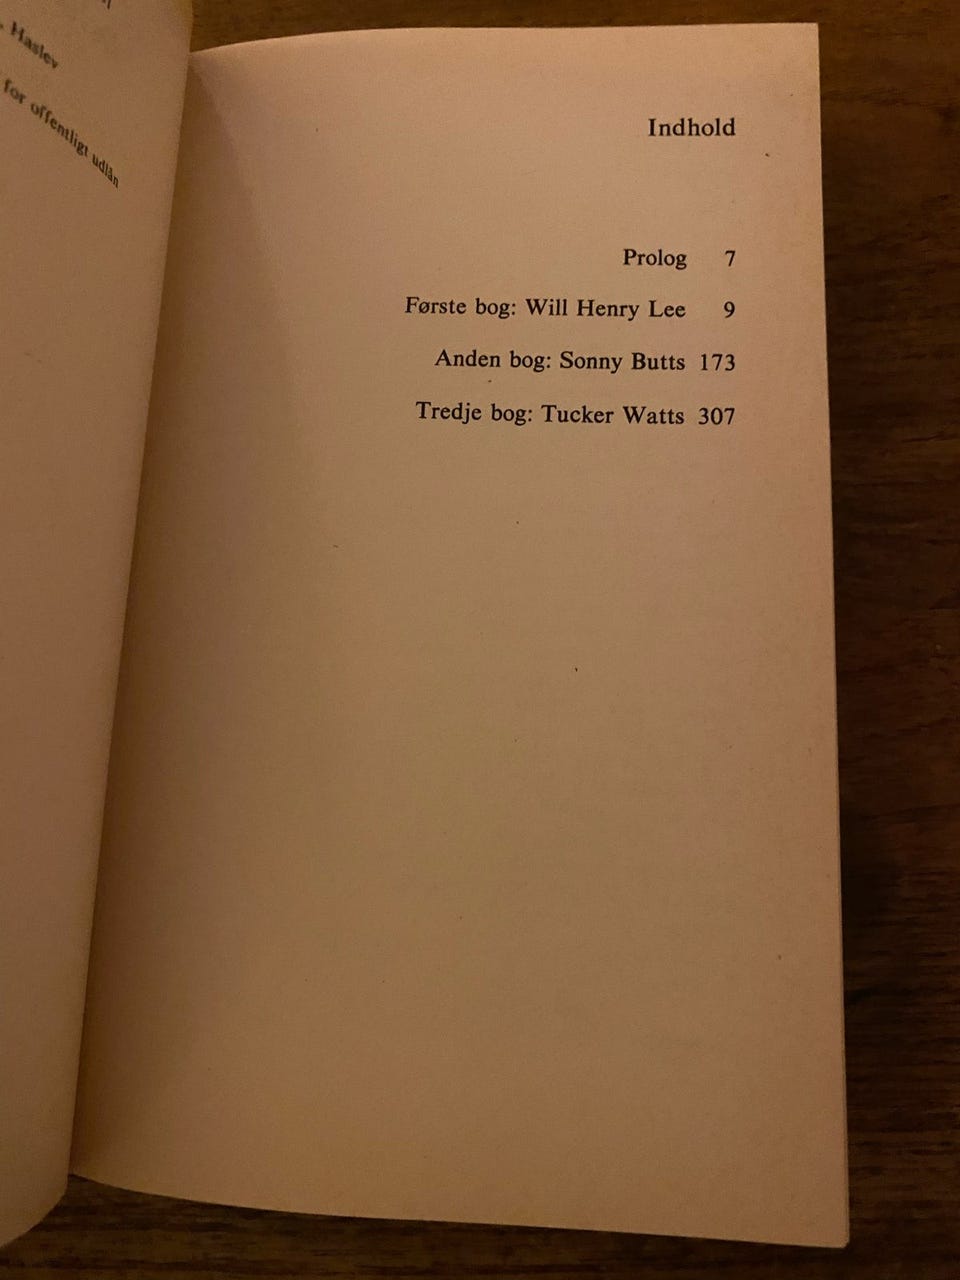 Haslev
for offentligt udlån
Indhold
Prolog 7
Første bog: Will Henry Lee 9
Anden bog: Sonny Butts 173
Tredje bog: Tucker Watts 307